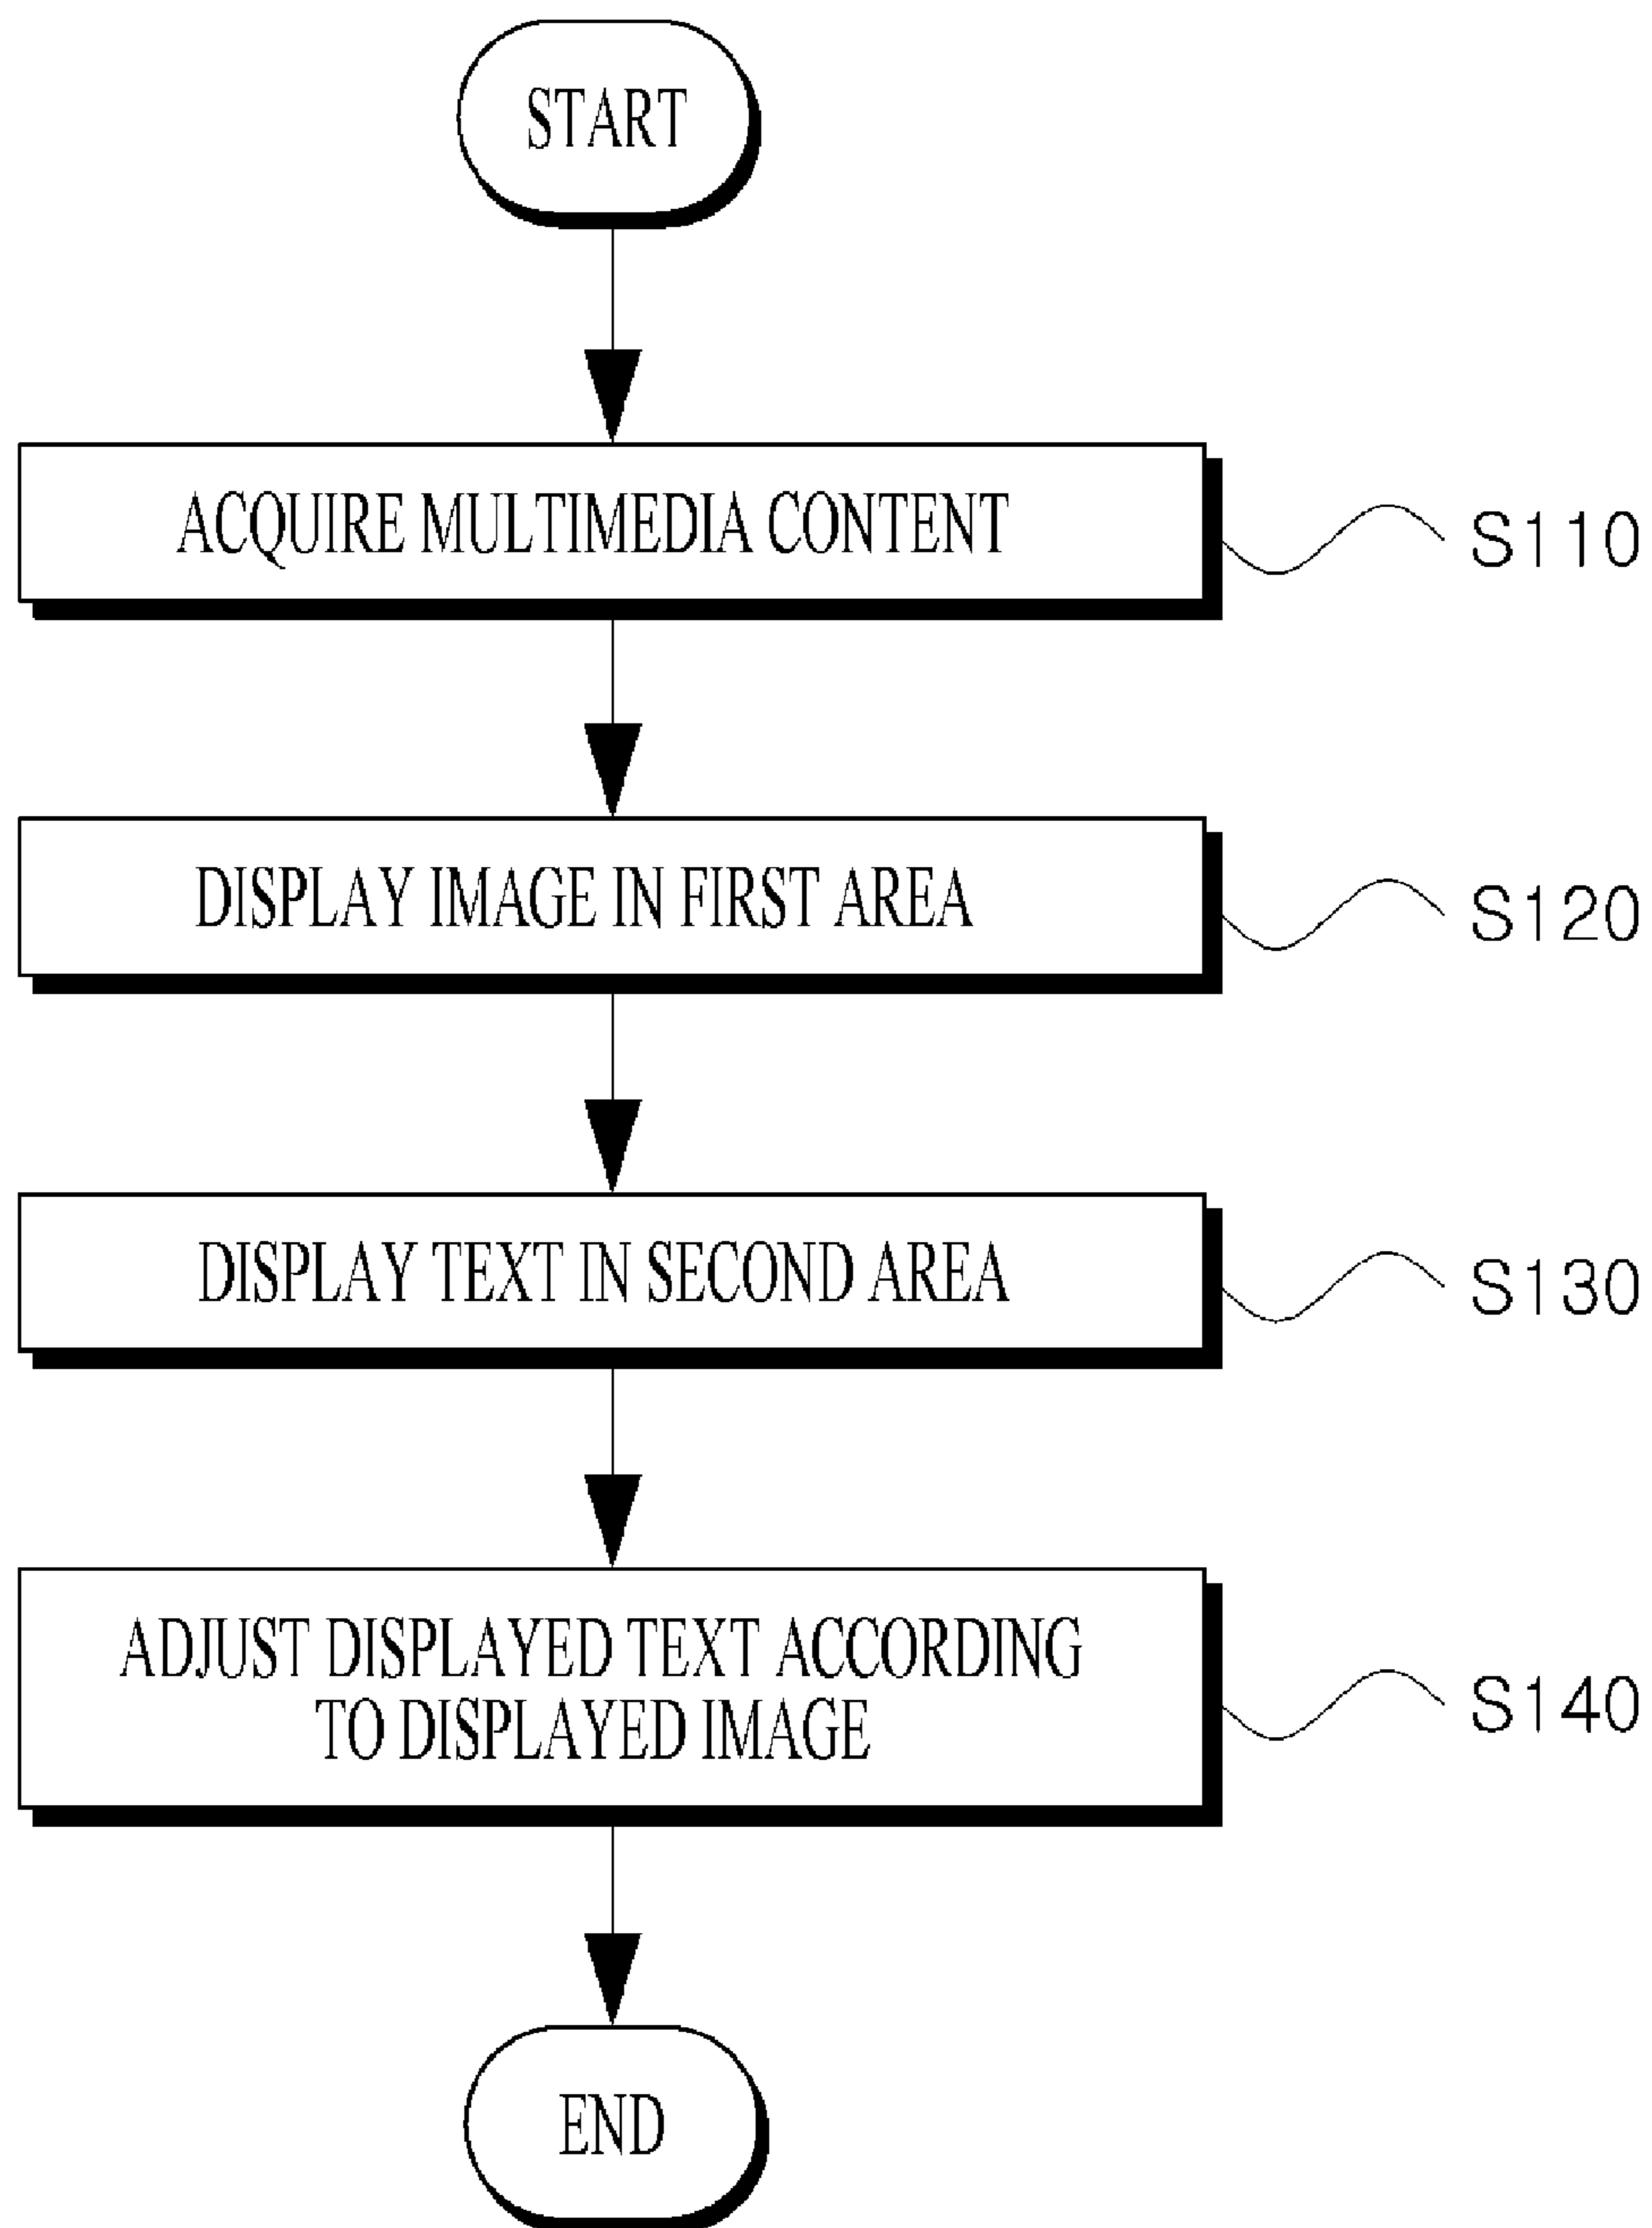 START
ACQUIRE MULTIMEDIA CONTENT
S110
DISPLAY IMAGE IN FIRST AREA
S120
DISPLAY TEXT IN SECOND AREA
S130
ADJUST DISPLAYED TEXT ACCORDING
TO DISPLAYED IMAGE
S140
END